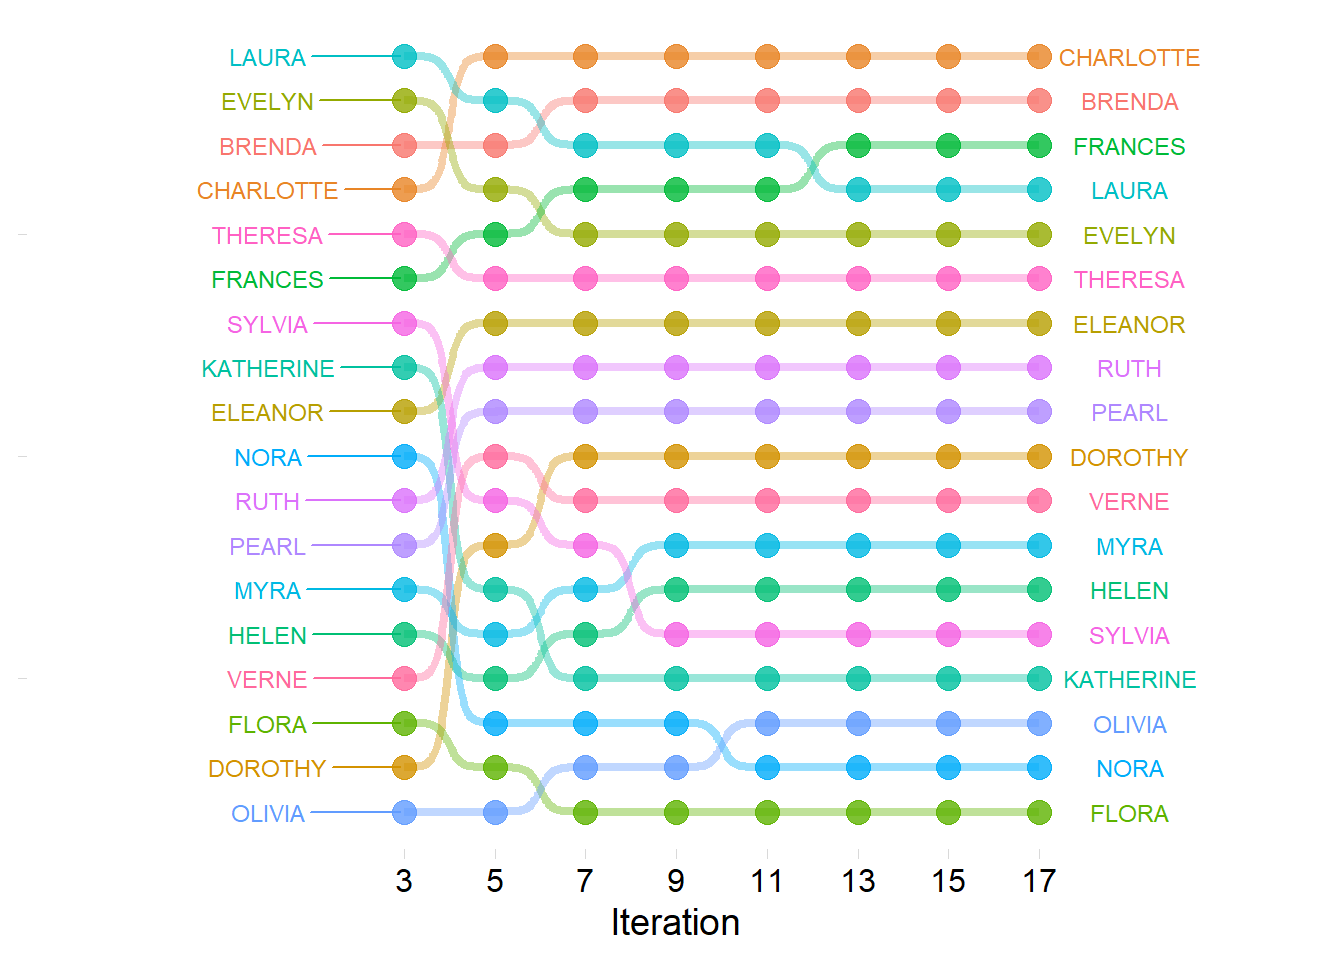 LAURA CHARLOTTE
EVELYN BRENDA
BRENDA FRANCES
CHARLOTTE LAURA
THERESA EVELYN
FRANCES THERESA
SYLVIA ELEANOR
KATHERINE RUTH
ELEANOR PEARL
NORA DOROTHY
RUTH VERNE
PEARL MYRA
MYRA HELEN
HELEN SYLVIA
VERNE KATHERINE
FLORA OLIVIA
DOROTHY NORA
OLIVIA FLORA
3 5 7 9 11 13 15 17
Iteration